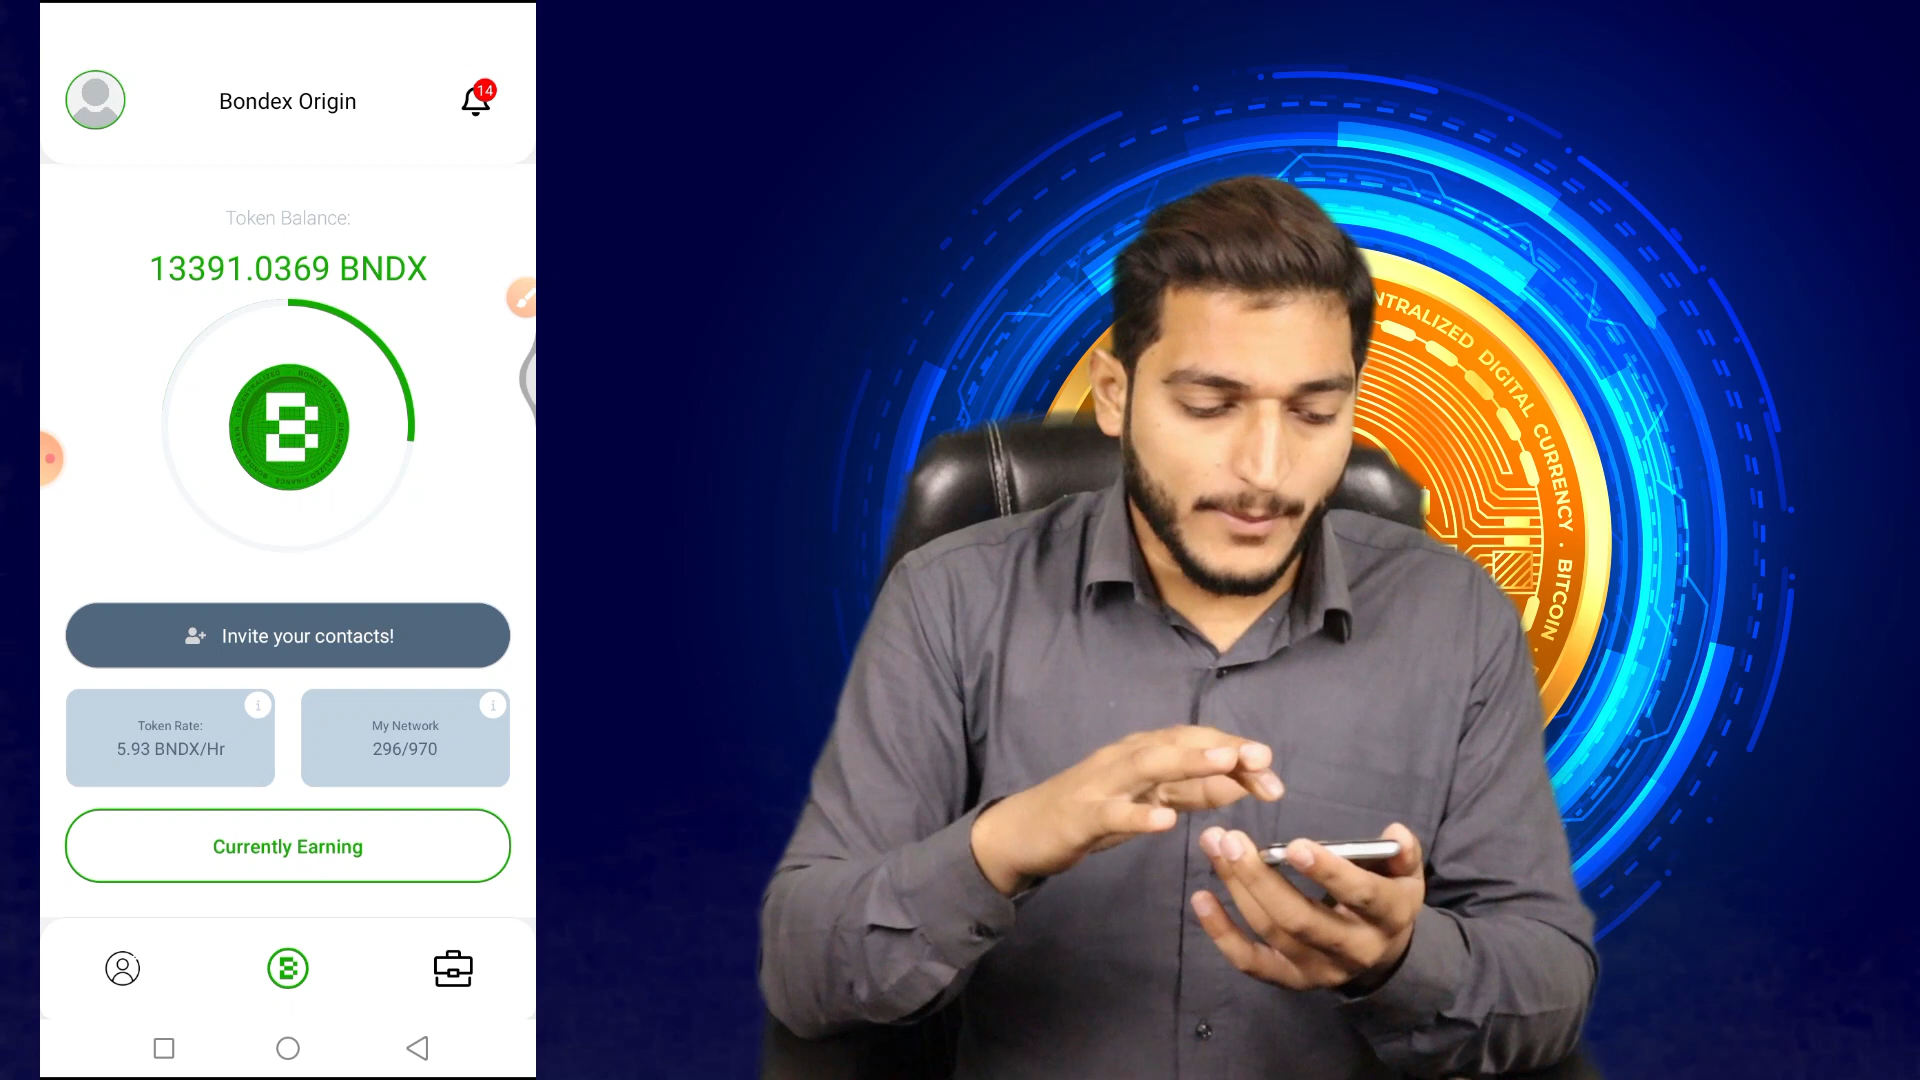 Bondex Origin
14
Token Balance:
13391.0369 BNDX
Invite your contacts!
Token Rate:
5.93 BNDX/Hr
My Network
296/970
Currently Earning
NTRALIZED DIGITAL CURRENCY · BITCOIN ·